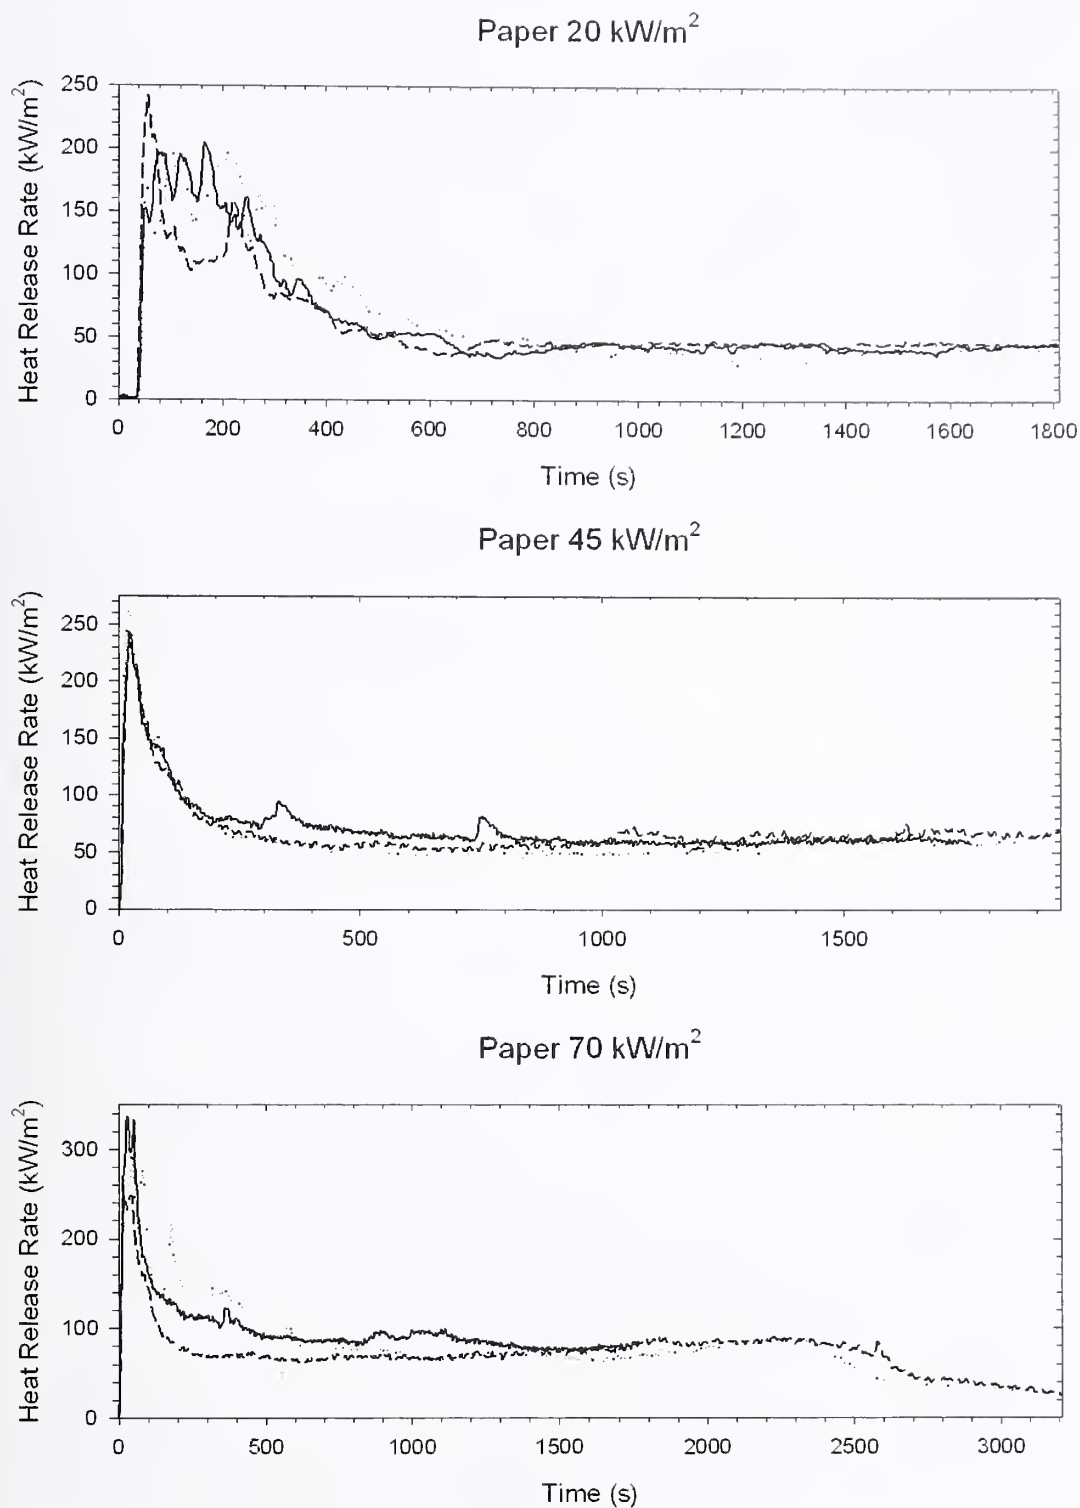 Paper 20 kW/m²
Heat Release Rate (kW/m²)
250
200
150
100
50
0
0 200 400 600 800 1000 1200 1400 1600 1800
Time (s)
Paper 45 kW/m²
Heat Release Rate (kW/m²)
250
200
150
100
50
0
0 500 1000 1500
Time (s)
Paper 70 kW/m²
Heat Release Rate (kW/m²)
300
200
100
0
0 500 1000 1500 2000 2500 3000
Time (s)